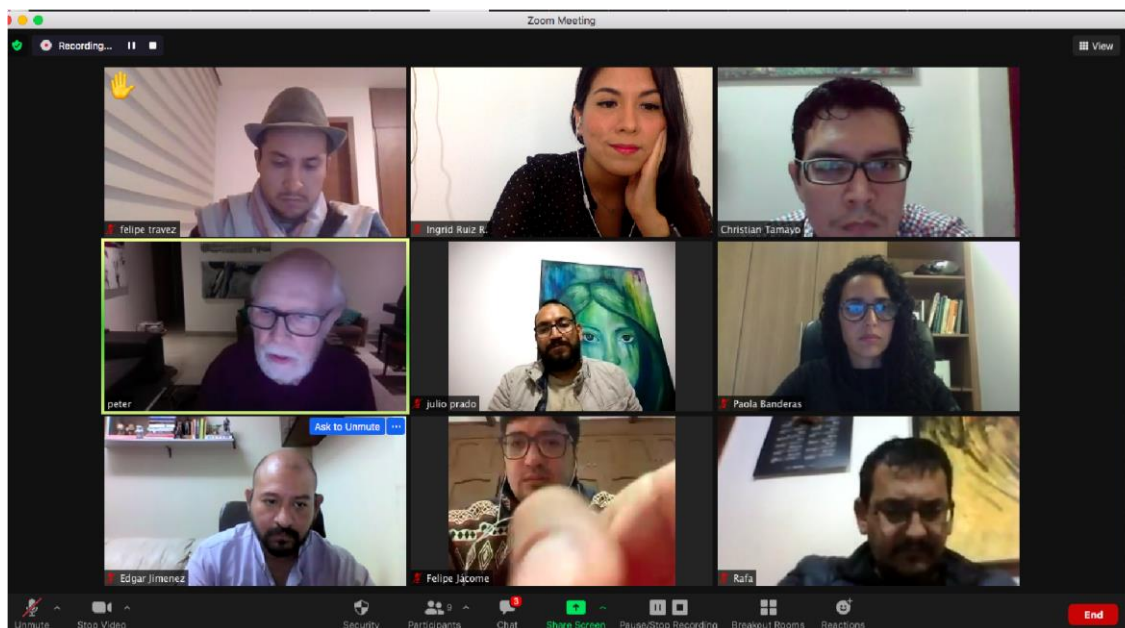 Zoom Meeting
Recording...
View
felipe travez
Ingrid Ruiz R.
Christian Tamayo
peter
julio prado
Paola Banderas
Ask to Unmute
Edgar Jimenez
Felipe Jacome
Rafa
Unmute
Stop Video
Security
Participants
9
Chat
3
Share Screen
Pause/Stop Recording
Breakout Rooms
Reactions
End